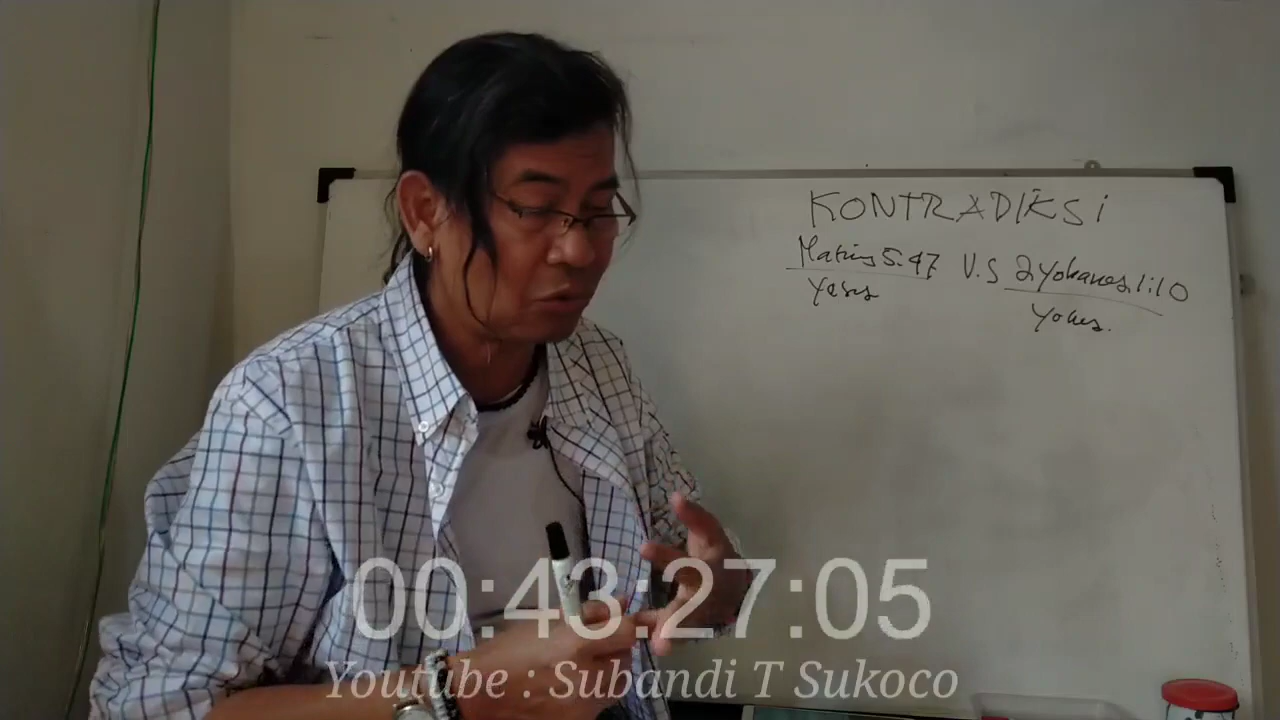 KONTRADIKSI
Matius 5:47 V.S 2 Yohanes 1:10
Yesus Yohes.
00:43:27:05
Youtube : Subandi T Sukoco